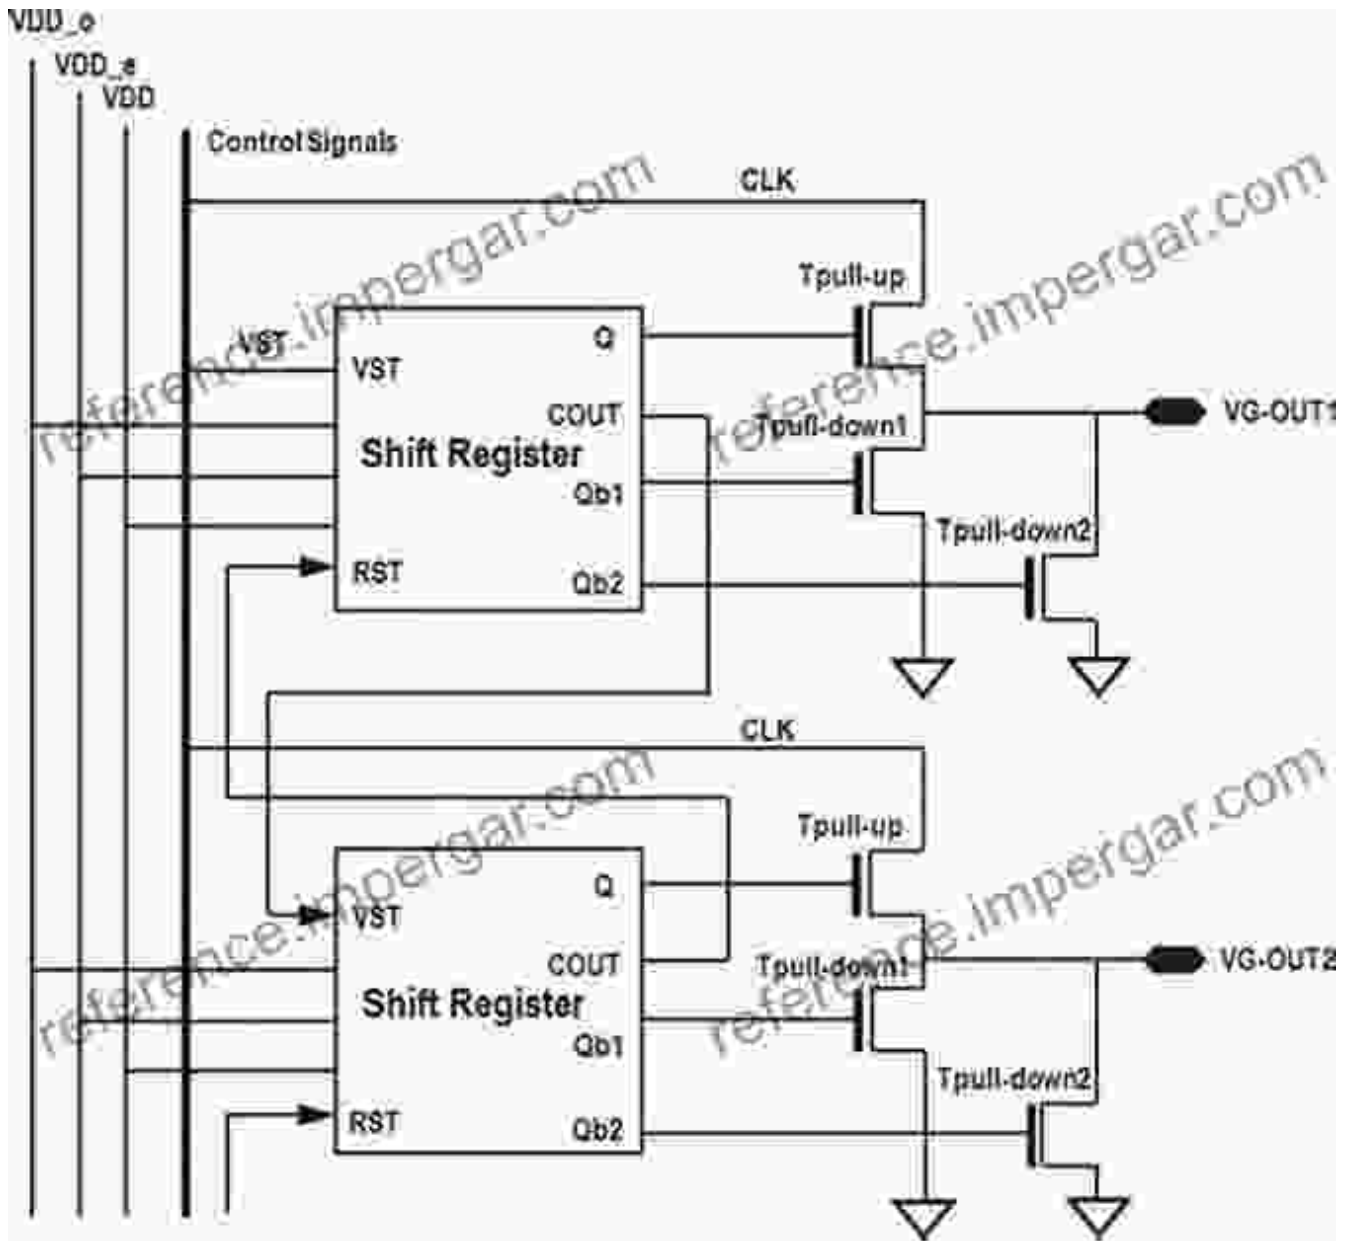 VDD_o
VDD_e
VDD
Control Signals
CLK
Tpull-up
VST
VST
Q
COUT
Tpull-down1
VG-OUT1
Shift Register
Qb1
Tpull-down2
RST
Qb2
CLK
Tpull-up
Q
VST
COUT
Tpull-down1
VG-OUT2
Shift Register
Qb1
Tpull-down2
RST
Qb2
reference.impergar.com
reference.impergar.com
reference.impergar.com
reference.impergar.com